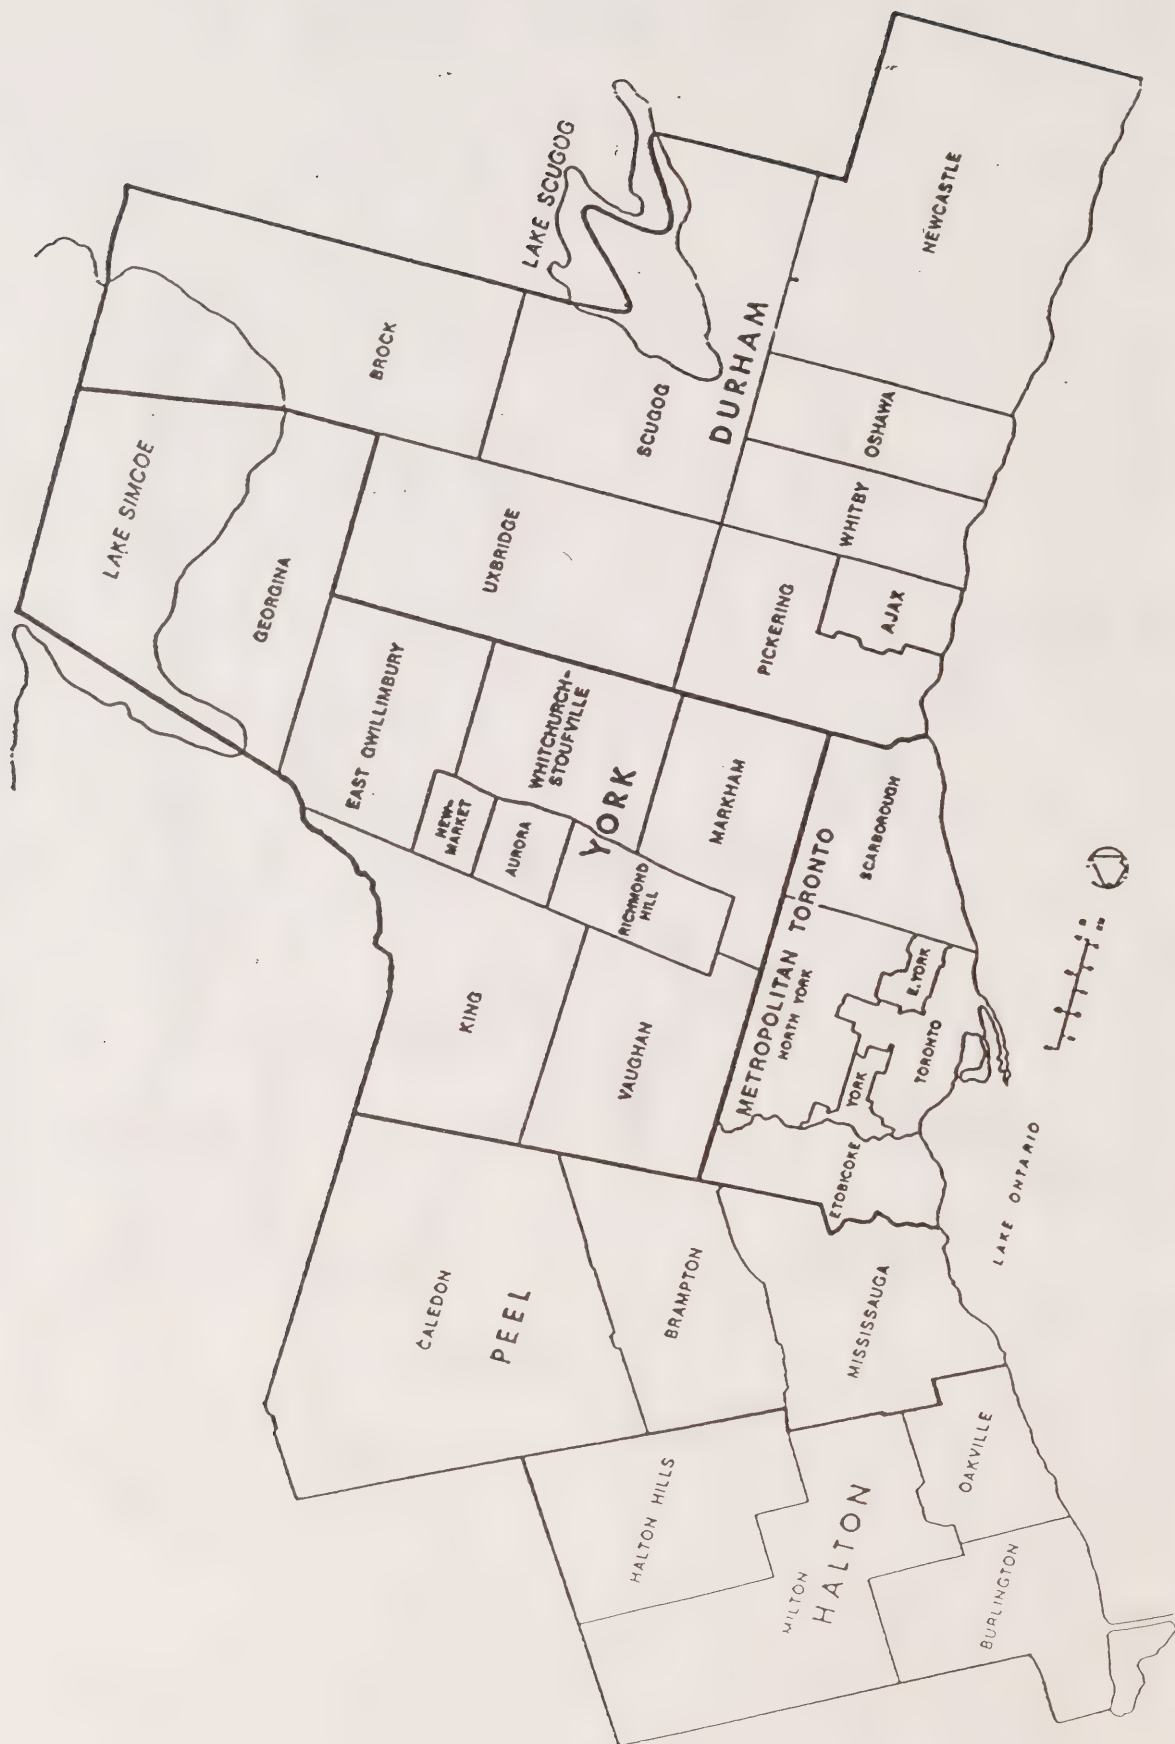 LAKE SIMCOE
GEORGINA
BROCK
LAKE SCUGOG
SCUGOG
DURHAM
UXBRIDGE
NEWCASTLE
OSHAWA
WHITBY
PICKERING
AJAX
EAST GWILLIMBURY
WHITCHURCH-
STOUFVILLE
NEW-
MARKET
AURORA
YORK
RICHMOND
HILL
MARKHAM
KING
VAUGHAN
METROPOLITAN TORONTO
NORTH YORK
SCARBOROUGH
E. YORK
YORK
TORONTO
ETOBICOKE
LAKE ONTARIO
CALEDON
PEEL
BRAMPTON
MISSISSAUGA
HALTON HILLS
MILTON
HALTON
OAKVILLE
BURLINGTON